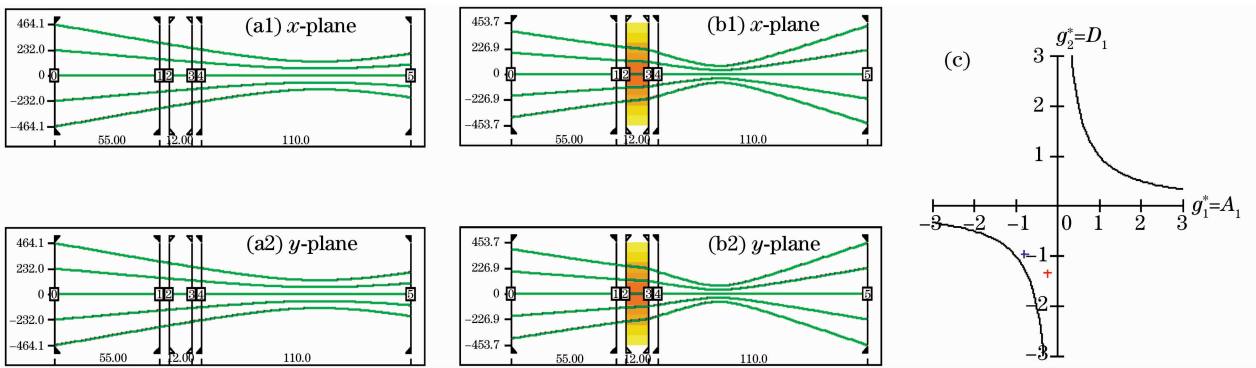 (a1) x-plane
464.1
232.0
0
−232.0
−464.1
0 1 2 3 4 5
55.00 12.00 110.0
(b1) x-plane
453.7
226.9
0
−226.9
−453.7
0 1 2 3 4 5
55.00 12.00 110.0
(a2) y-plane
464.1
232.0
0
−232.0
−464.1
0 1 2 3 4 5
55.00 12.00 110.0
(b2) y-plane
453.7
226.9
0
−226.9
−453.7
0 1 2 3 4 5
55.00 12.00 110.0
(c)
g₂*=D₁
3
2
1
g₁*=A₁
−3 −2 −1 0 1 2 3
−1
−2
−3